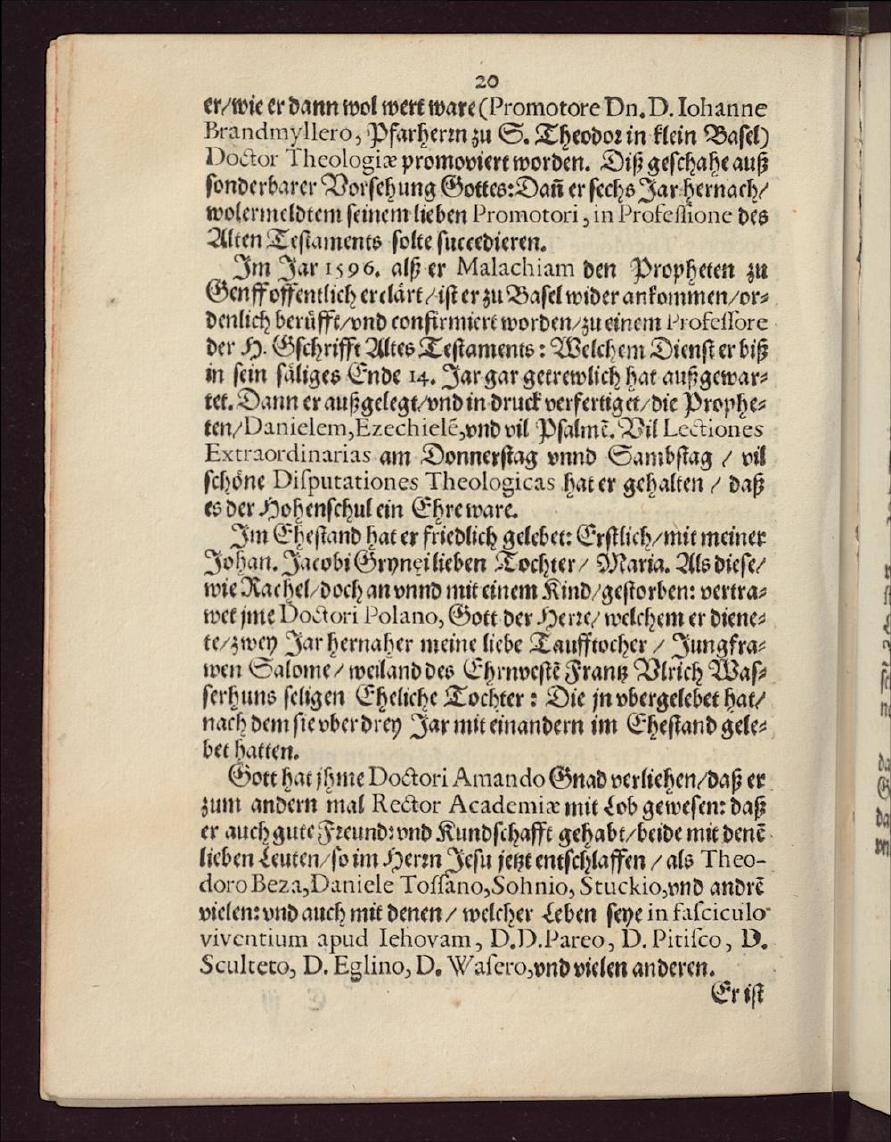 20
er/wie er dann wol wert ware (Promotore Dn. D. Iohanne
Brandmyllero, Pfarherrn zu S. Theodor in klein Basel)
Doctor Theologiæ promoviert worden. Diß geschahe auß
sonderbarer Vorsehung Gottes: Dañ er sechs Jar hernach/
wolermeldtem seinem lieben Promotori, in Professione des
Alten Testaments solte succedieren.
Im Jar 1596. alß er Malachiam den Propheten zu
Genff offentlich erclärt/ist er zu Basel wider ankommen/or-
denlich berüfft/vnd confirmiert worden/zu einem Professore
der H. Gschrifft Altes Testaments: Welchem Dienst er biß
in sein säliges Ende 14. Jar gar getrewlich hat außgewar-
tet. Dann er außgelegt/vnd in druck verfertiget/die Prophe-
ten/Danielem, Ezechielē, vnd vil Psalmē. Vil Lectiones
Extraordinarias am Donnerstag vnnd Sambstag / vil
schöne Disputationes Theologicas hat er gehalten / daß
es der Hohenschul ein Ehre ware.
Im Ehestand hat er friedlich gelebet: Erstlich/mit meiner
Johan. Jacobi Grynęi lieben Tochter/ Maria. Als diese/
wie Rachel/doch an vnnd mit einem Kind/gestorben: vertra-
wet jme Doctori Polano, Gott der Herre/ welchem er diene-
te/zwey Jar hernaher meine liebe Taufftocher / Jungfra-
wen Salome/ weiland des Ehrnvestē Frantz Vlrich Was-
serhuns seligen Eheliche Tochter: Die jn vbergelebet hat/
nach dem sie vber drey Jar mit einandern im Ehestand gele-
bet hatten.
Gott hat jhme Doctori Amando Gnad verliehen/daß er
zum andern mal Rector Academiæ mit Lob gewesen: daß
er auch gute Freund: vnd Kundschafft gehabt/beide mit denē
lieben Leuten/so im Herrn Jesu jetzt entschlaffen / als Theo-
doro Beza, Daniele Tossano, Sohnio, Stuckio, vnd andrē
vielen: vnd auch mit denen/ welcher Leben seye in fasciculo
viventium apud Iehovam, D.D. Pareo, D. Pitisco, D.
Sculteto, D. Eglino, D. Wasero, vnd vielen anderen.
Er ist